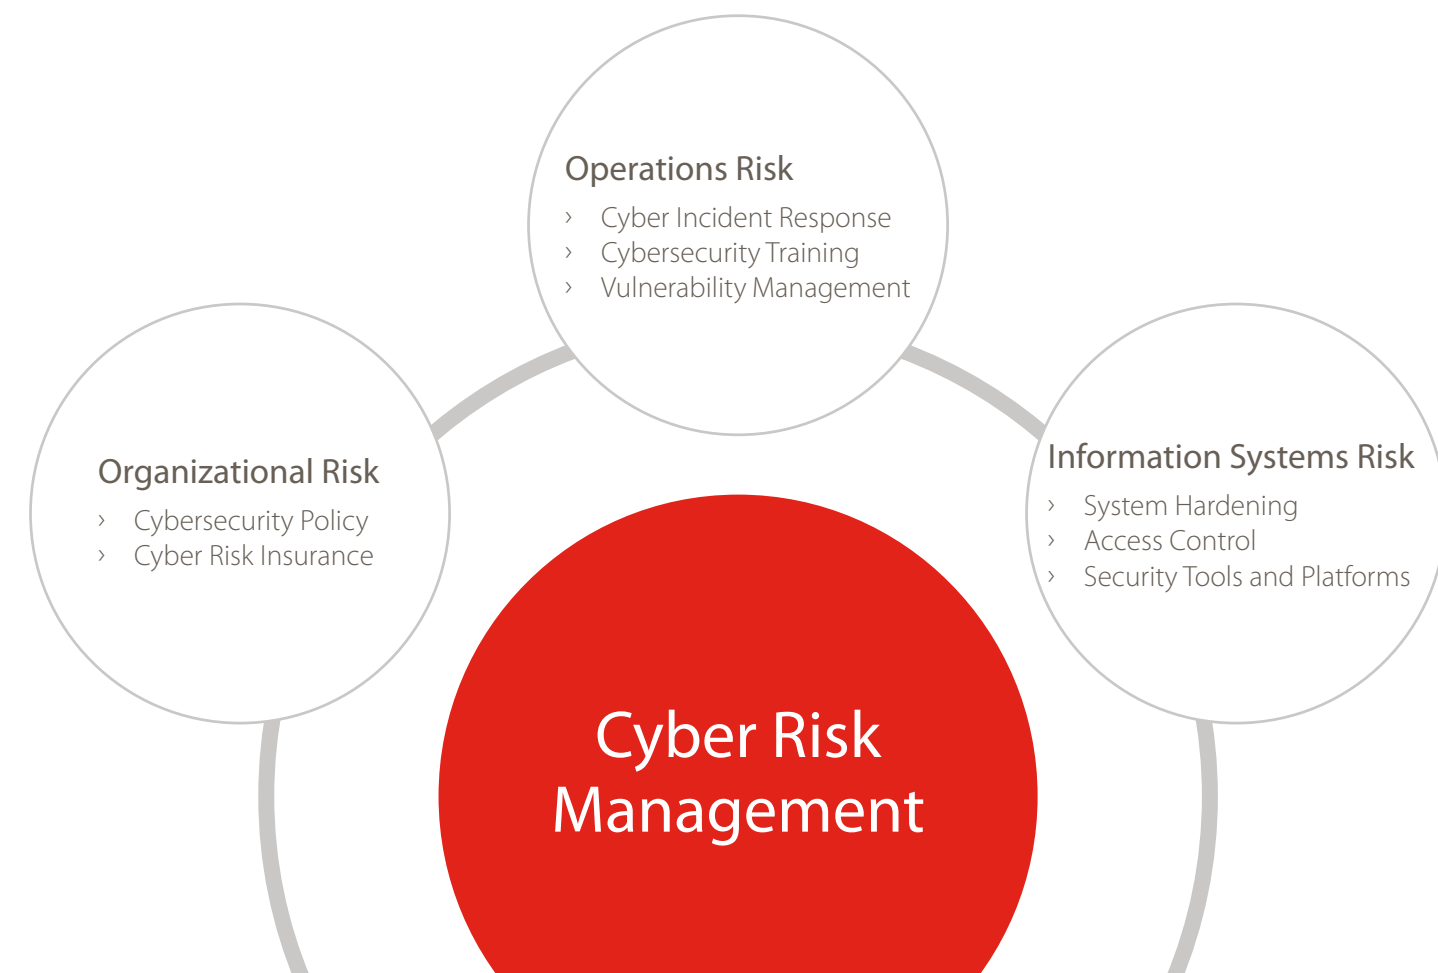 Operations Risk
› Cyber Incident Response
› Cybersecurity Training
› Vulnerability Management
Organizational Risk
› Cybersecurity Policy
› Cyber Risk Insurance
Information Systems Risk
› System Hardening
› Access Control
› Security Tools and Platforms
Cyber Risk
Management